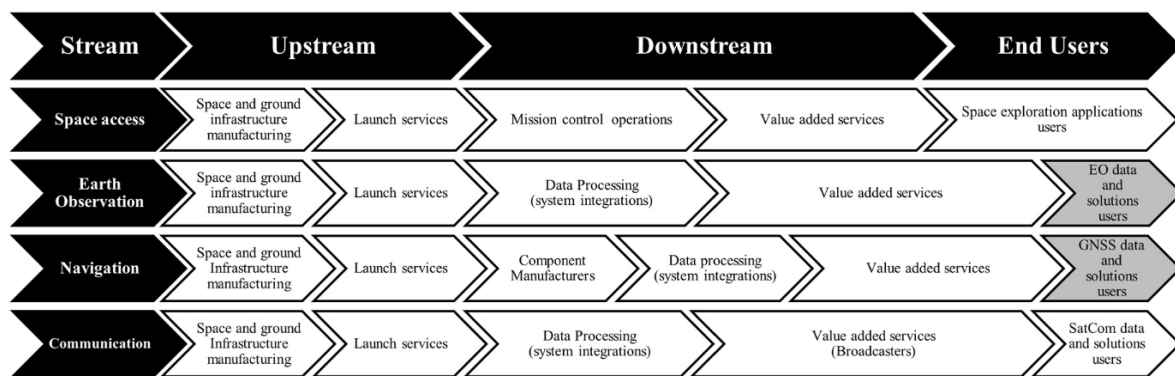 Stream
Upstream
Downstream
End Users
Space access
Space and ground
infrastructure
manufacturing
Launch services
Mission control operations
Value added services
Space exploration applications
users
Earth
Observation
Space and ground
infrastructure
manufacturing
Launch services
Data Processing
(system integrations)
Value added services
EO data
and
solutions
users
Navigation
Space and ground
Infrastructure
manufacturing
Launch services
Component
Manufacturers
Data processing
(system integrations)
Value added services
GNSS data
and
solutions
users
Communication
Space and ground
Infrastructure
manufacturing
Launch services
Data Processing
(system integrations)
Value added services
(Broadcasters)
SatCom data
and solutions
users